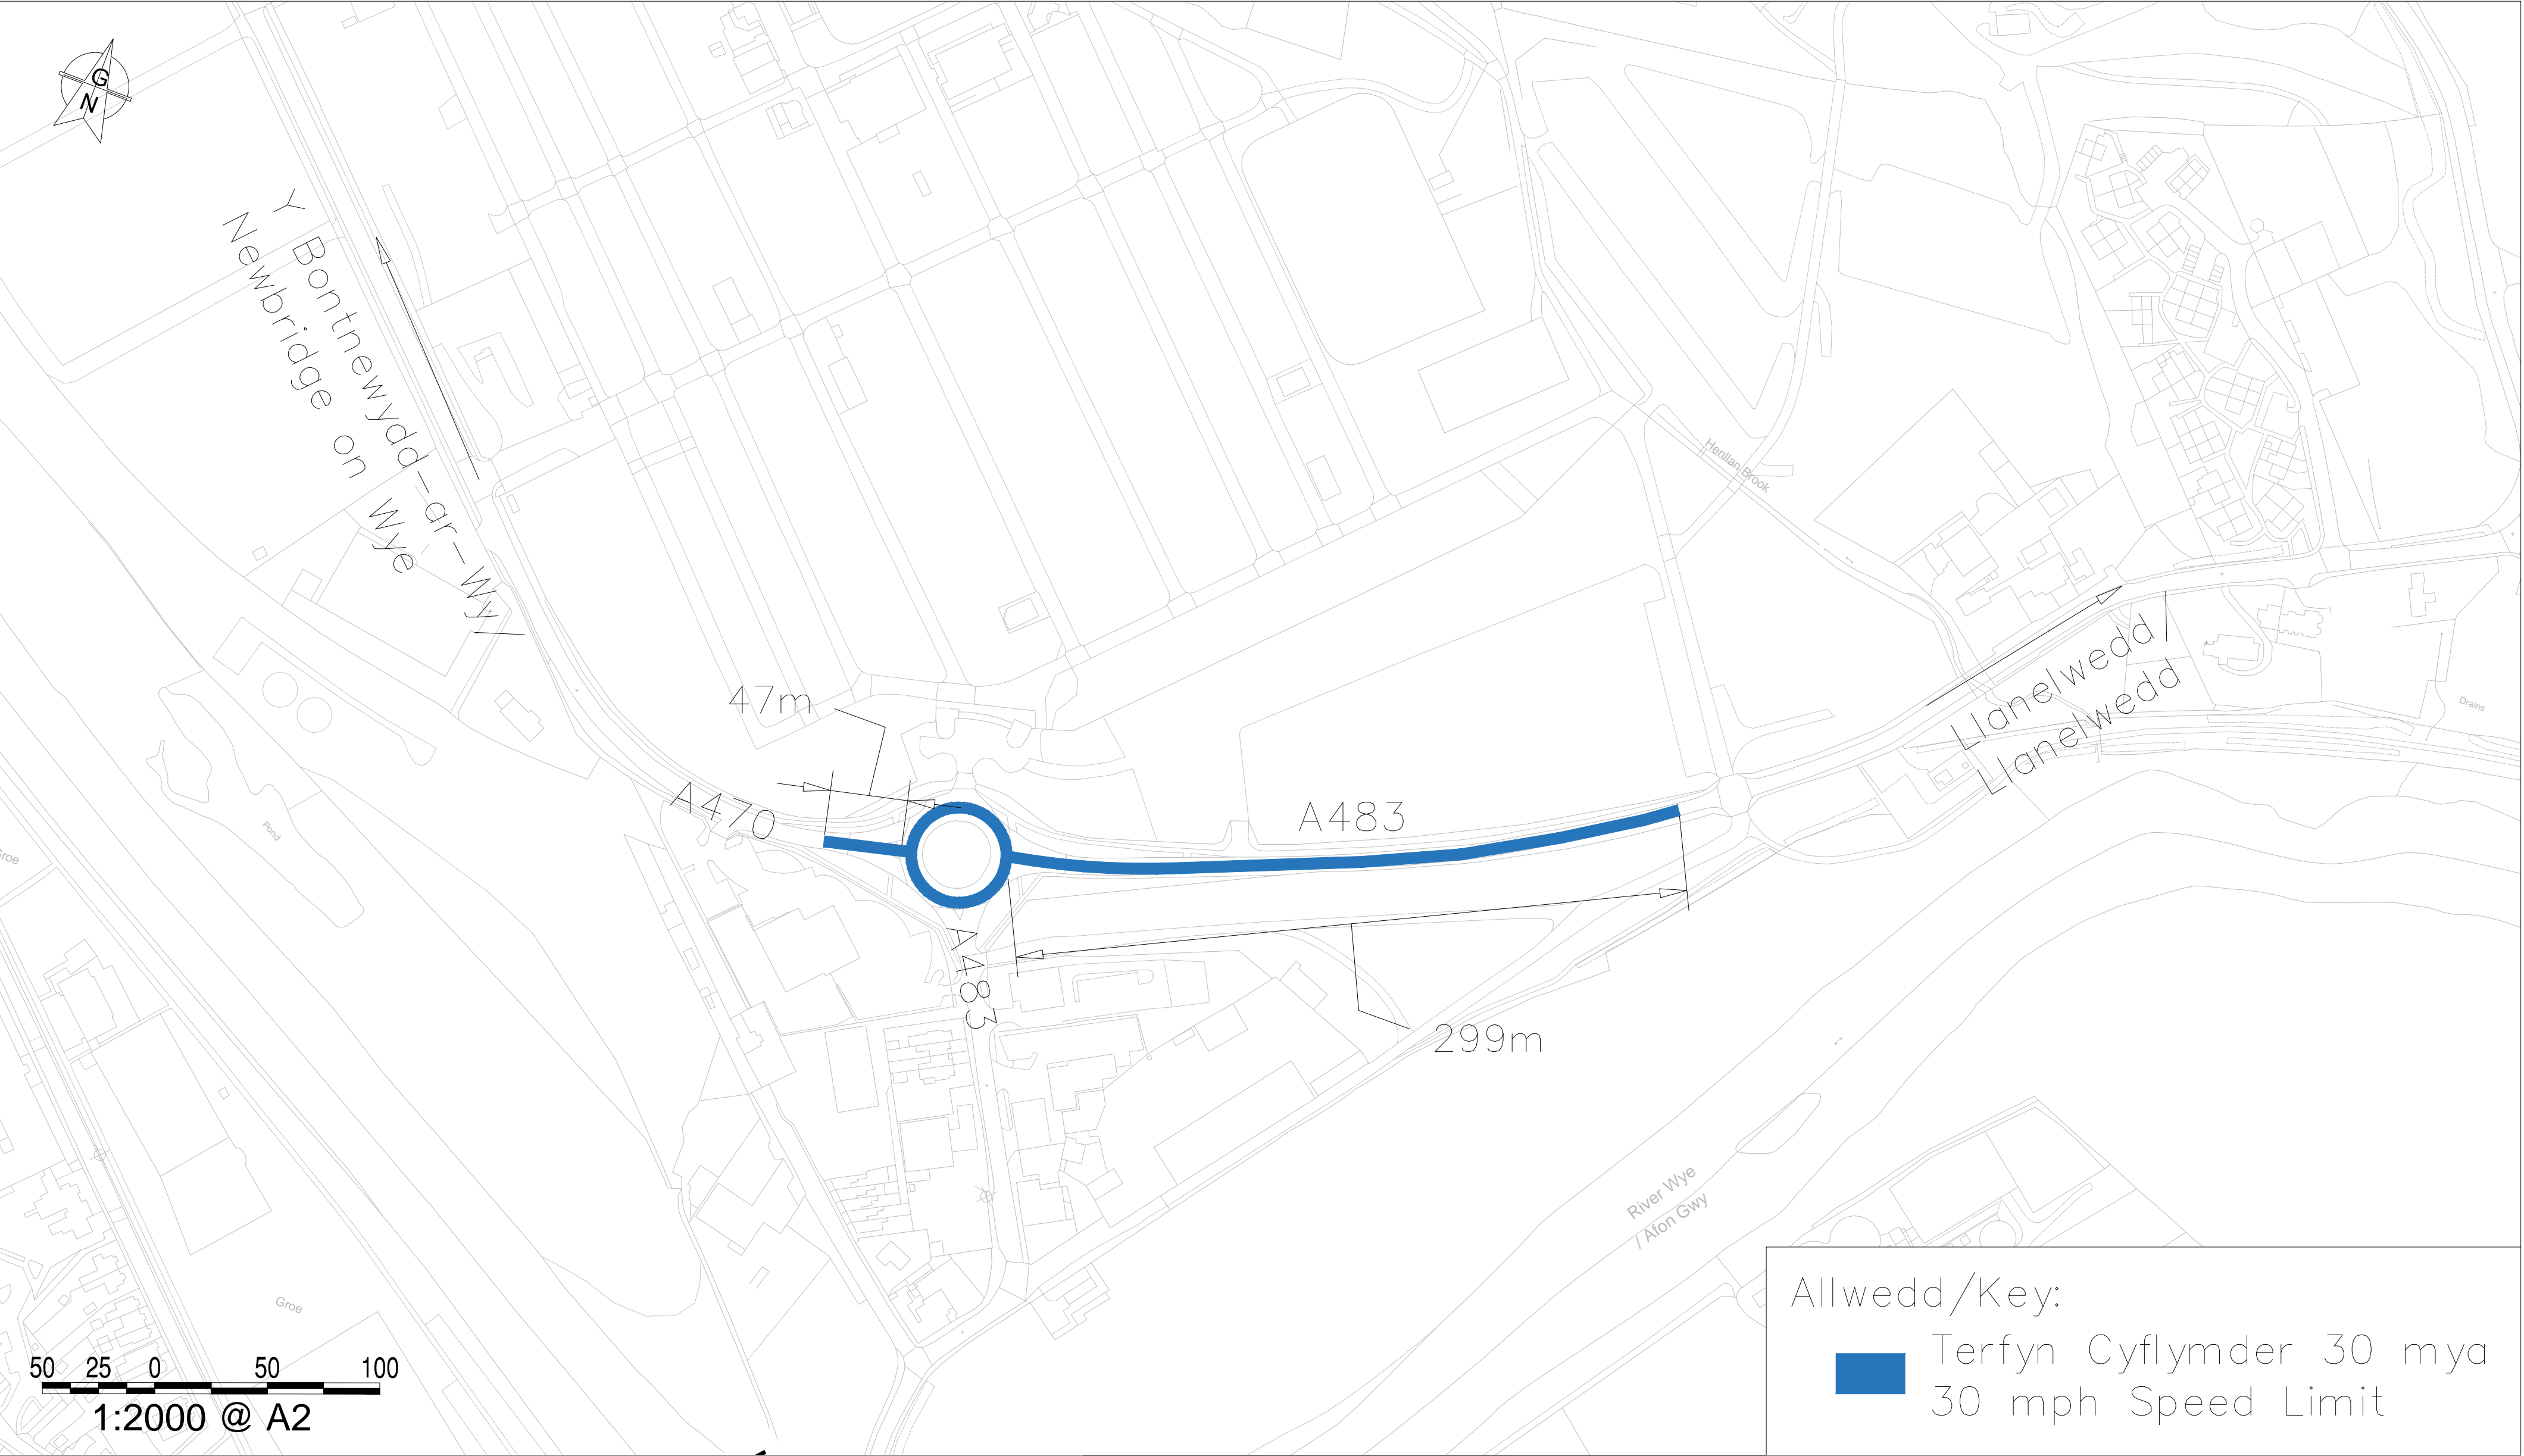 G
N
Y Bontnewydd-ar-Wy/
Newbridge on Wye
Henllan Brook
47m
A470
A483
Llanelwedd/
Llanelwedd
Drains
Pond
Groe
A483
299m
River Wye
/ Afon Gwy
Groe
50 25 0 50 100
1:2000 @ A2
Allwedd/Key:
Terfyn Cyflymder 30 mya
30 mph Speed Limit